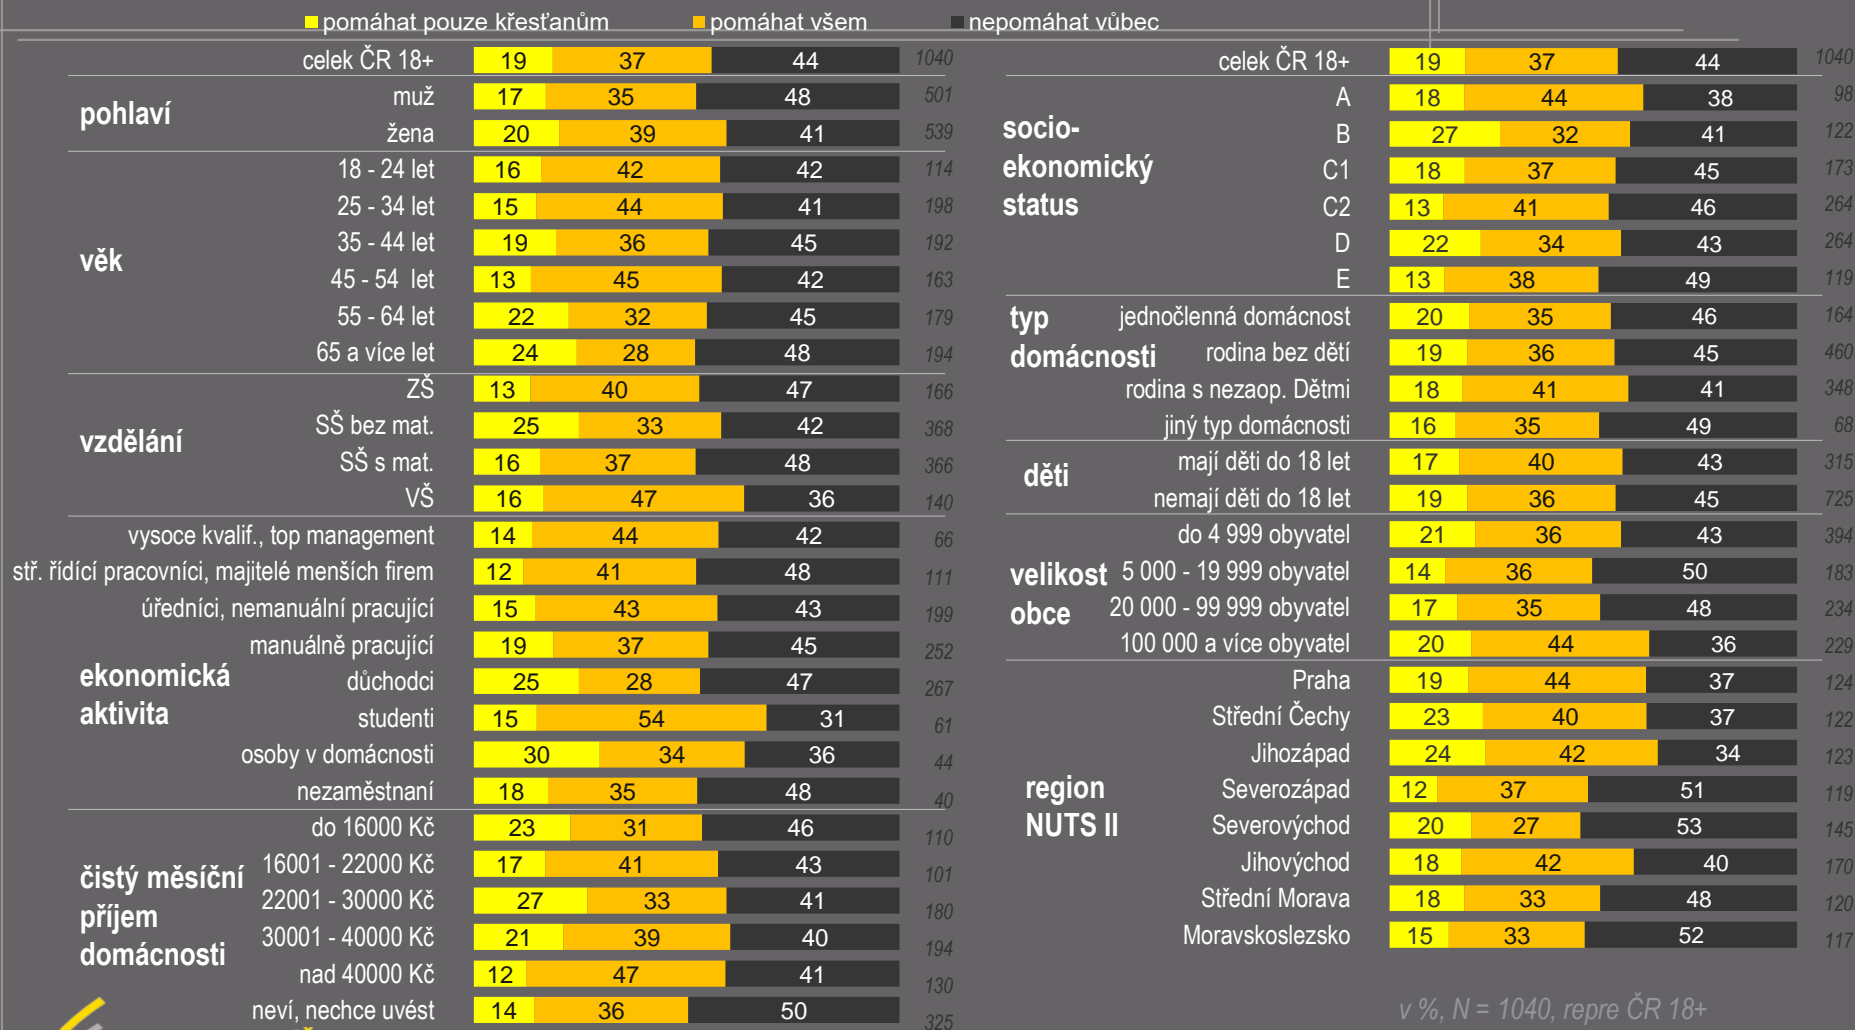 pomáhat pouze křesťanům pomáhat všem nepomáhat vůbec
celek ČR 18+ 19 37 44 1040
pohlaví
muž 17 35 48 501
žena 20 39 41 539
věk
18 - 24 let 16 42 42 114
25 - 34 let 15 44 41 198
35 - 44 let 19 36 45 192
45 - 54 let 13 45 42 163
55 - 64 let 22 32 45 179
65 a více let 24 28 48 194
vzdělání
ZŠ 13 40 47 166
SŠ bez mat. 25 33 42 368
SŠ s mat. 16 37 48 366
VŠ 16 47 36 140
ekonomická
aktivita
vysoce kvalif., top management 14 44 42 66
stř. řídící pracovníci, majitelé menších firem 12 41 48 111
úředníci, nemanuální pracující 15 43 43 199
manuálně pracující 19 37 45 252
důchodci 25 28 47 267
studenti 15 54 31 61
osoby v domácnosti 30 34 36 44
nezaměstnaní 18 35 48 40
čistý měsíční
příjem
domácnosti
do 16000 Kč 23 31 46 110
16001 - 22000 Kč 17 41 43 101
22001 - 30000 Kč 27 33 41 180
30001 - 40000 Kč 21 39 40 194
nad 40000 Kč 12 47 41 130
neví, nechce uvést 14 36 50 325
celek ČR 18+ 19 37 44 1040
socio-
ekonomický
status
A 18 44 38 98
B 27 32 41 122
C1 18 37 45 173
C2 13 41 46 264
D 22 34 43 264
E 13 38 49 119
typ
domácnosti
jednočlenná domácnost 20 35 46 164
rodina bez dětí 19 36 45 460
rodina s nezaop. Dětmi 18 41 41 348
jiný typ domácnosti 16 35 49 68
děti
mají děti do 18 let 17 40 43 315
nemají děti do 18 let 19 36 45 725
velikost
obce
do 4 999 obyvatel 21 36 43 394
5 000 - 19 999 obyvatel 14 36 50 183
20 000 - 99 999 obyvatel 17 35 48 234
100 000 a více obyvatel 20 44 36 229
region
NUTS II
Praha 19 44 37 124
Střední Čechy 23 40 37 122
Jihozápad 24 42 34 123
Severozápad 12 37 51 119
Severovýchod 20 27 53 145
Jihovýchod 18 42 40 170
Střední Morava 18 33 48 120
Moravskoslezsko 15 33 52 117
v %, N = 1040, repre ČR 18+